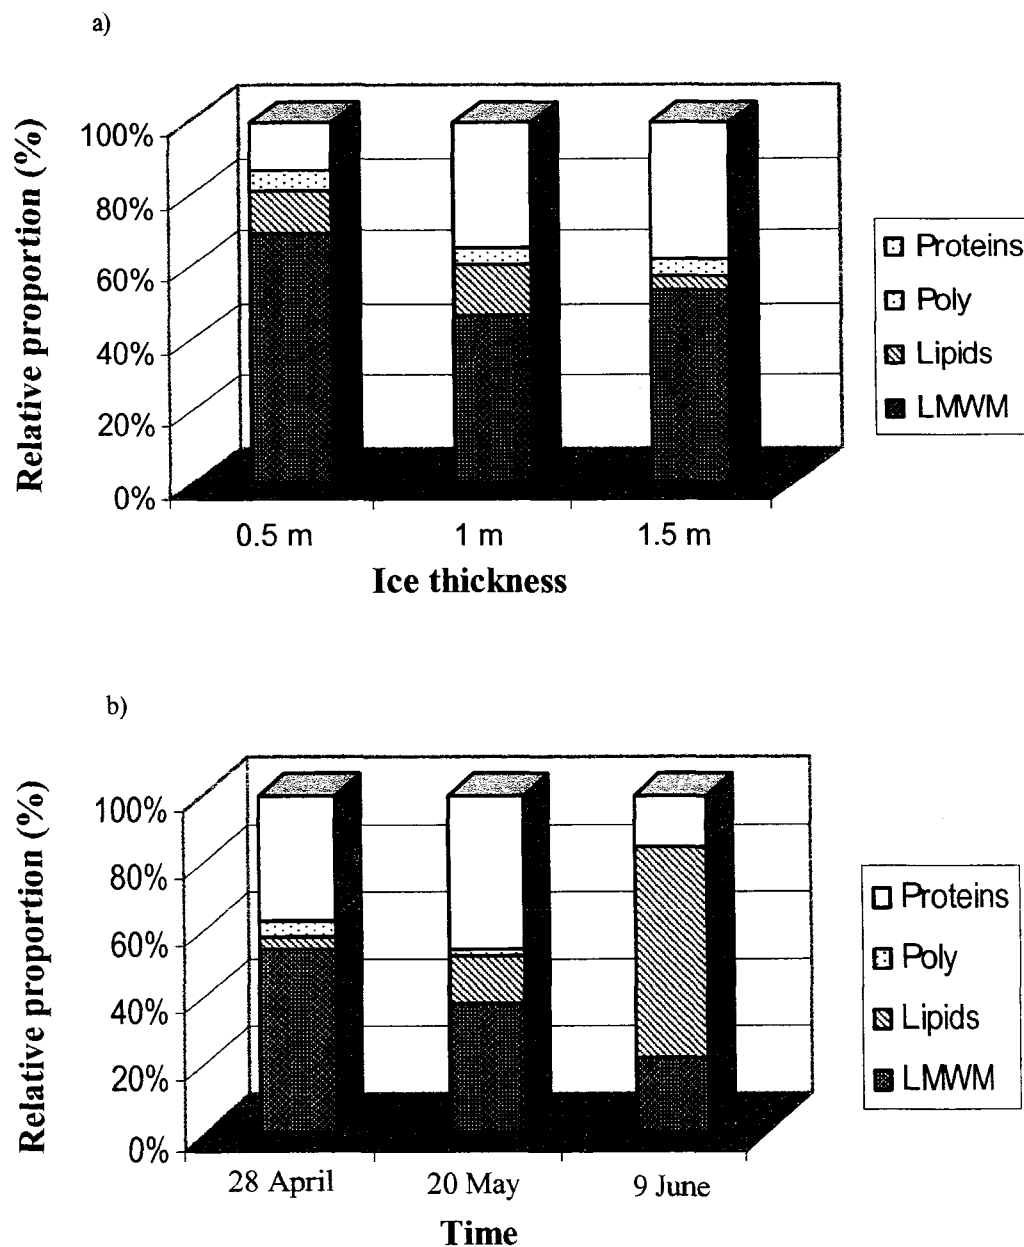 a)
Relative proportion (%)
100%
80%
60%
40%
20%
0%
0.5 m
1 m
1.5 m
Ice thickness
Proteins
Poly
Lipids
LMWM
b)
Relative proportion (%)
100%
80%
60%
40%
20%
0%
28 April
20 May
9 June
Time
Proteins
Poly
Lipids
LMWM